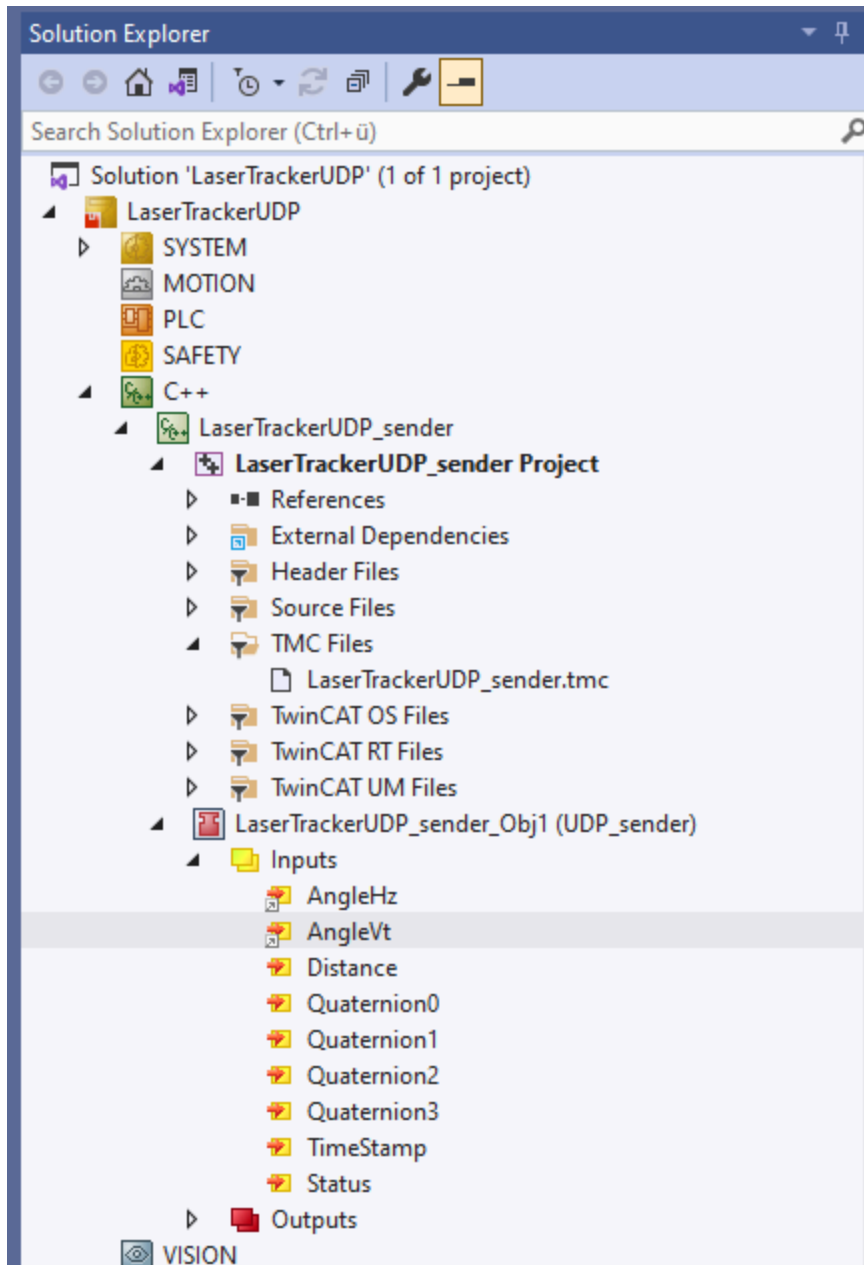 Solution Explorer
Search Solution Explorer (Ctrl+ü)
Solution 'LaserTrackerUDP' (1 of 1 project)
LaserTrackerUDP
SYSTEM
MOTION
PLC
SAFETY
C++
LaserTrackerUDP_sender
LaserTrackerUDP_sender Project
References
External Dependencies
Header Files
Source Files
TMC Files
LaserTrackerUDP_sender.tmc
TwinCAT OS Files
TwinCAT RT Files
TwinCAT UM Files
LaserTrackerUDP_sender_Obj1 (UDP_sender)
Inputs
AngleHz
AngleVt
Distance
Quaternion0
Quaternion1
Quaternion2
Quaternion3
TimeStamp
Status
Outputs
VISION